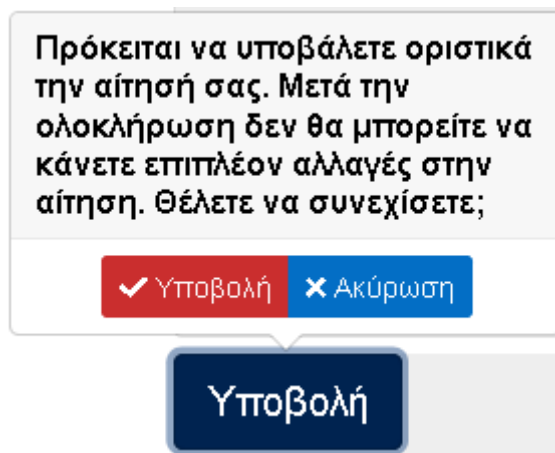 Πρόκειται να υποβάλετε οριστικά
την αίτησή σας. Μετά την
ολοκλήρωση δεν θα μπορείτε να
κάνετε επιπλέον αλλαγές στην
αίτηση. Θέλετε να συνεχίσετε;
Υποβολή Ακύρωση
Υποβολή